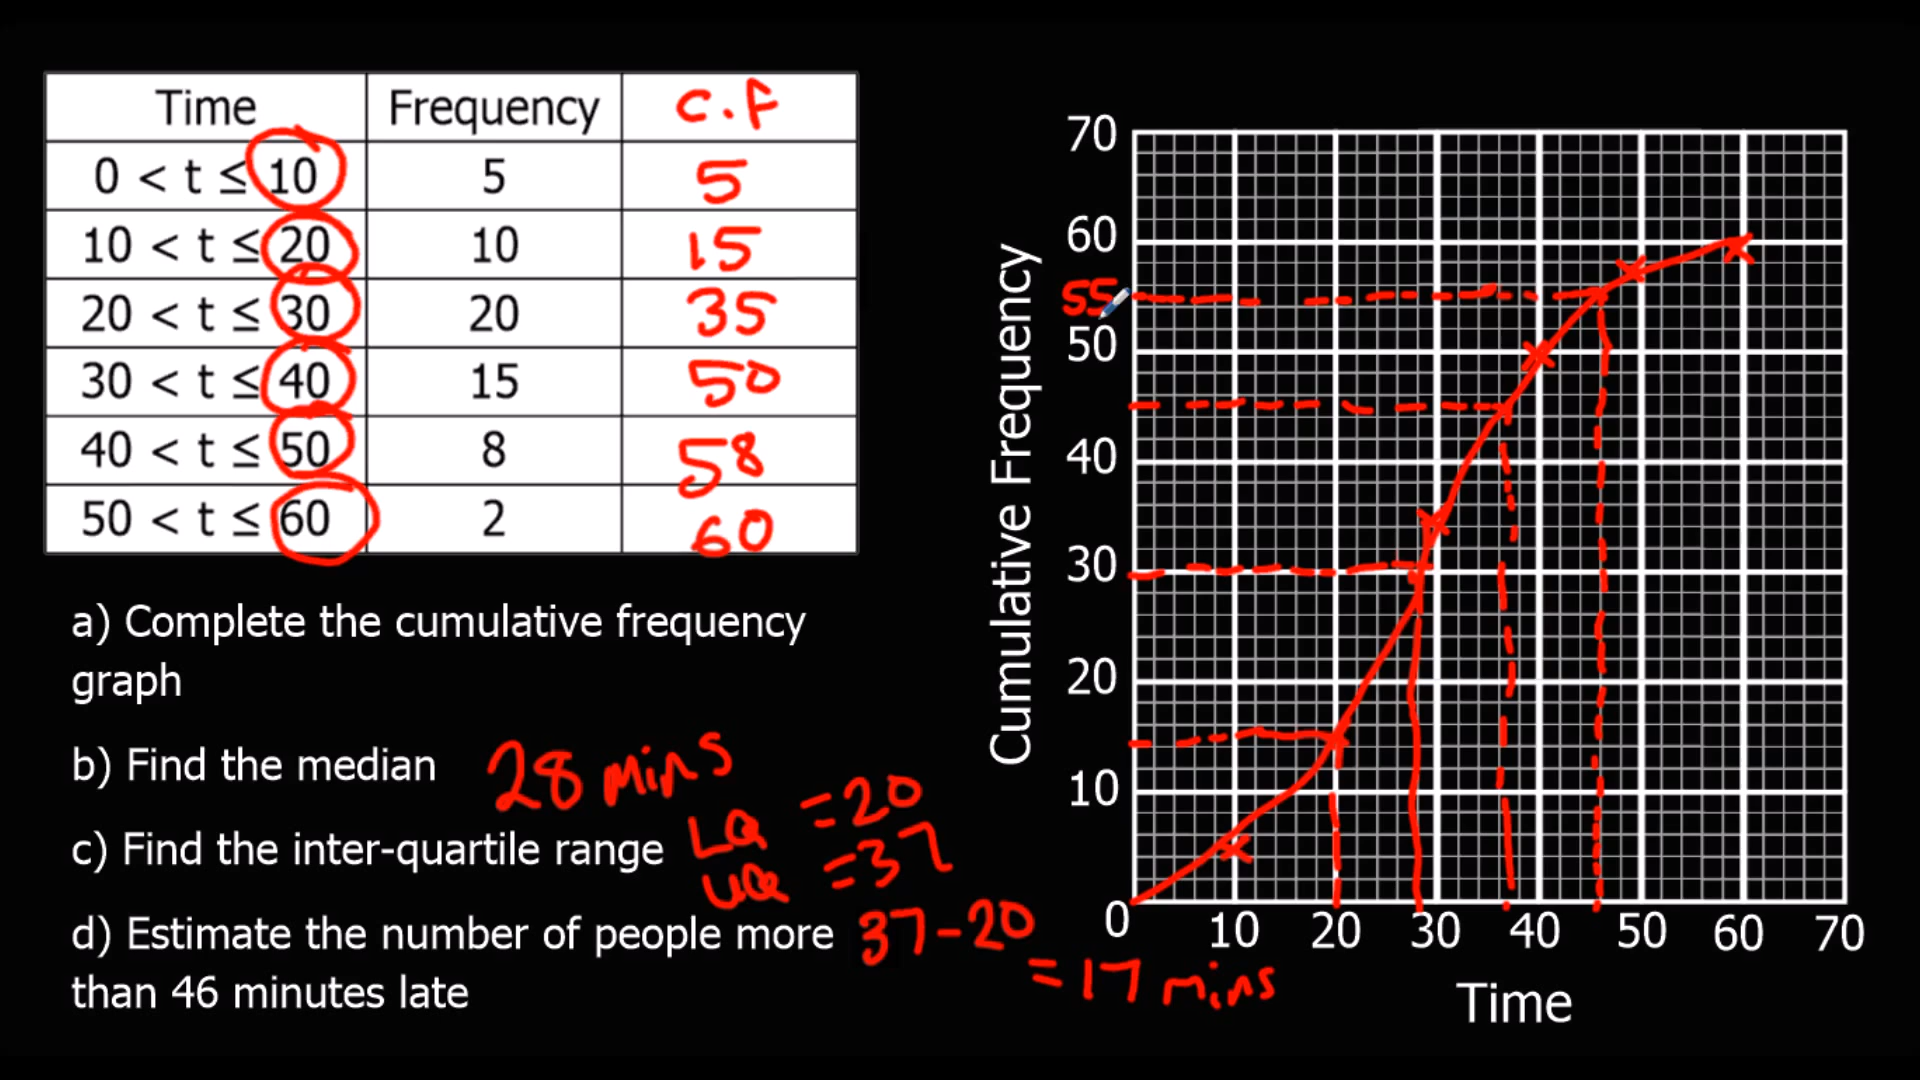 Time Frequency C.F
0 < t ≤ 10 5 5
10 < t ≤ 20 10 15
20 < t ≤ 30 20 35
30 < t ≤ 40 15 50
40 < t ≤ 50 8 58
50 < t ≤ 60 2 60
a) Complete the cumulative frequency
graph
b) Find the median 28 mins
c) Find the inter-quartile range LQ = 20
UQ = 37
d) Estimate the number of people more 37 - 20
than 46 minutes late = 17 mins
Cumulative Frequency
70
60
55
50
40
30
20
10
0 10 20 30 40 50 60 70
Time